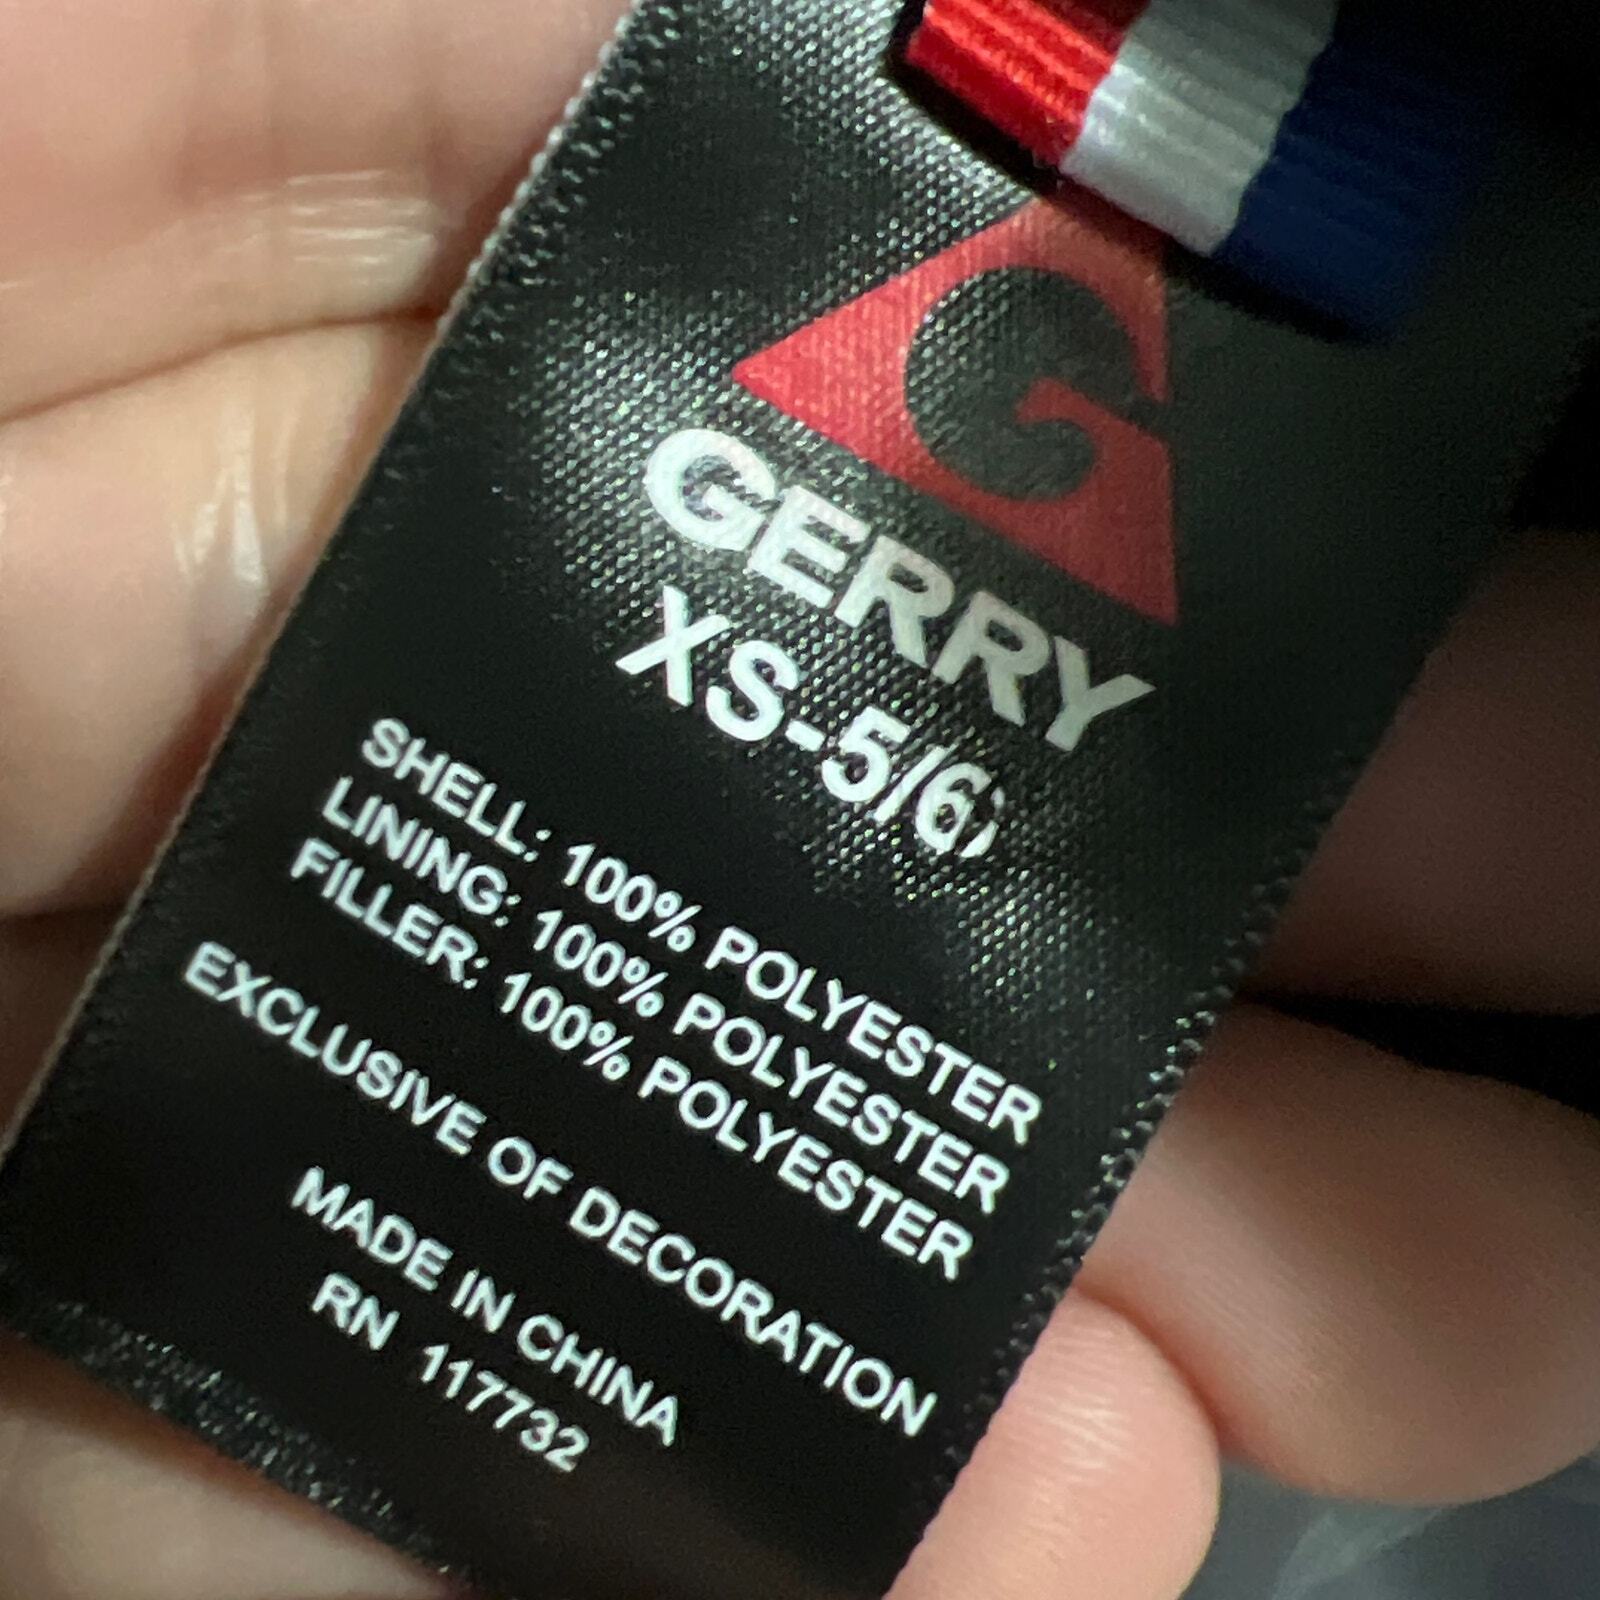 G
GERRY
XS-5/6)
SHELL: 100% POLYESTER
LINING: 100% POLYESTER
FILLER: 100% POLYESTER
EXCLUSIVE OF DECORATION
MADE IN CHINA
RN 117732